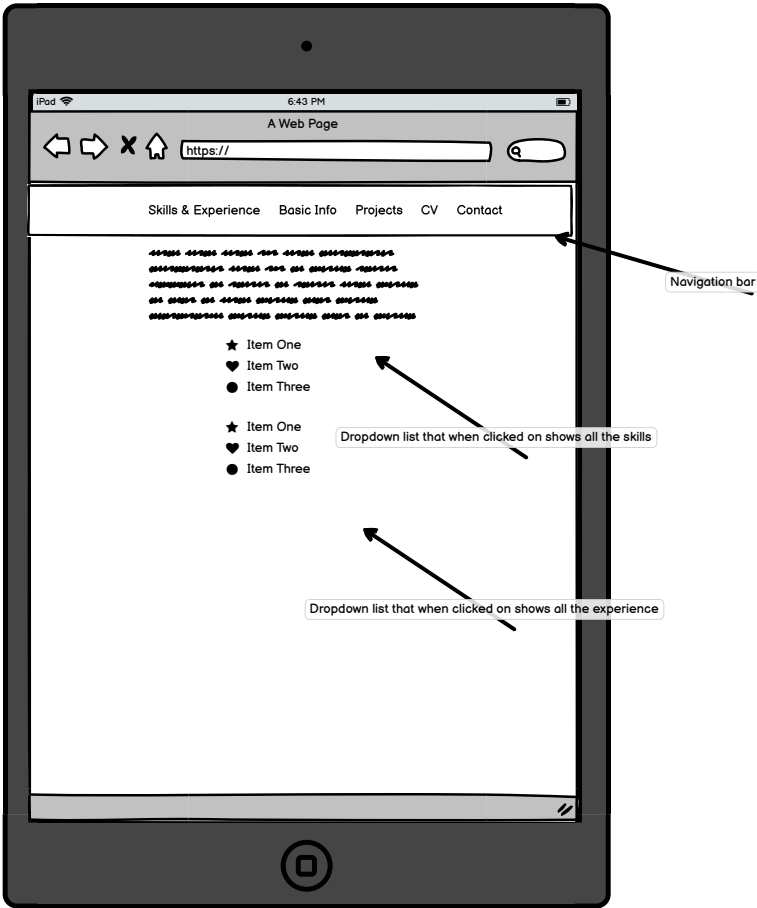 iPad
6:43 PM
A Web Page
https://
Skills & Experience Basic Info Projects CV Contact
Navigation bar
Item One
Item Two
Item Three
Item One
Dropdown list that when clicked on shows all the skills
Item Two
Item Three
Dropdown list that when clicked on shows all the experience